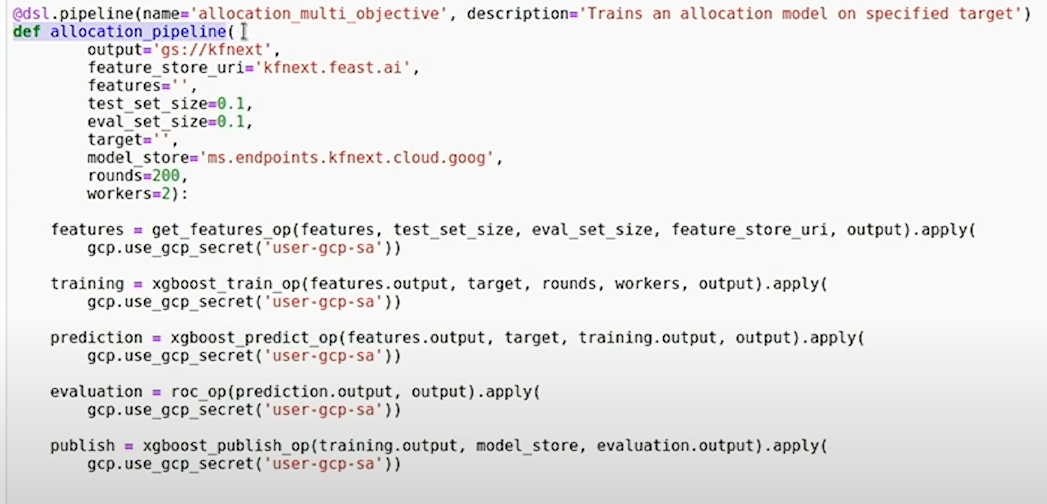 @dsl.pipeline(name='allocation_multi_objective', description='Trains an allocation model on specified target')
def allocation_pipeline(
        output='gs://kfnext',
        feature_store_uri='kfnext.feast.ai',
        features='',
        test_set_size=0.1,
        eval_set_size=0.1,
        target='',
        model_store='ms.endpoints.kfnext.cloud.goog',
        rounds=200,
        workers=2):
    features = get_features_op(features, test_set_size, eval_set_size, feature_store_uri, output).apply(
        gcp.use_gcp_secret('user-gcp-sa'))
    training = xgboost_train_op(features.output, target, rounds, workers, output).apply(
        gcp.use_gcp_secret('user-gcp-sa'))
    prediction = xgboost_predict_op(features.output, target, training.output, output).apply(
        gcp.use_gcp_secret('user-gcp-sa'))
    evaluation = roc_op(prediction.output, output).apply(
        gcp.use_gcp_secret('user-gcp-sa'))
    publish = xgboost_publish_op(training.output, model_store, evaluation.output).apply(
        gcp.use_gcp_secret('user-gcp-sa'))